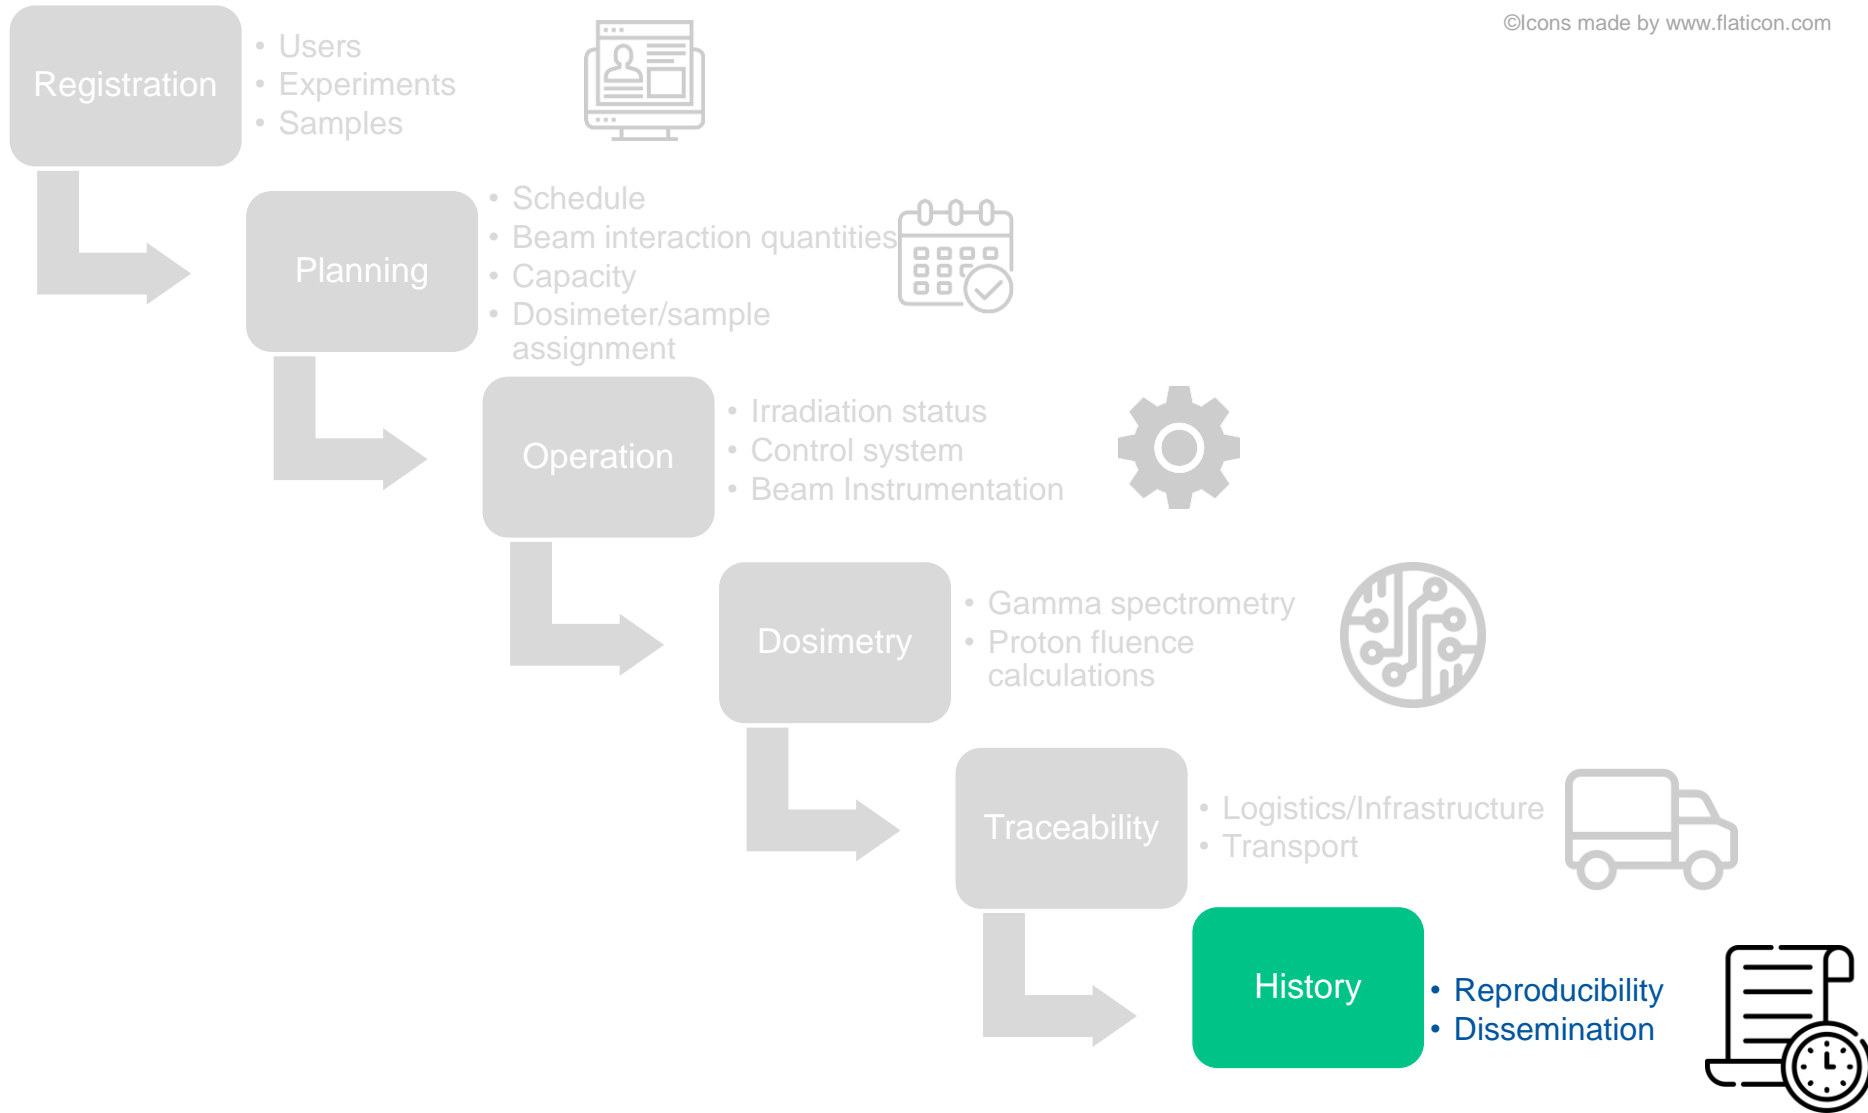 ©Icons made by www.flaticon.com
Registration
• Users
• Experiments
• Samples
Planning
• Schedule
• Beam interaction quantities
• Capacity
• Dosimeter/sample
assignment
Operation
• Irradiation status
• Control system
• Beam Instrumentation
Dosimetry
• Gamma spectrometry
• Proton fluence
calculations
Traceability
• Logistics/Infrastructure
• Transport
History
• Reproducibility
• Dissemination